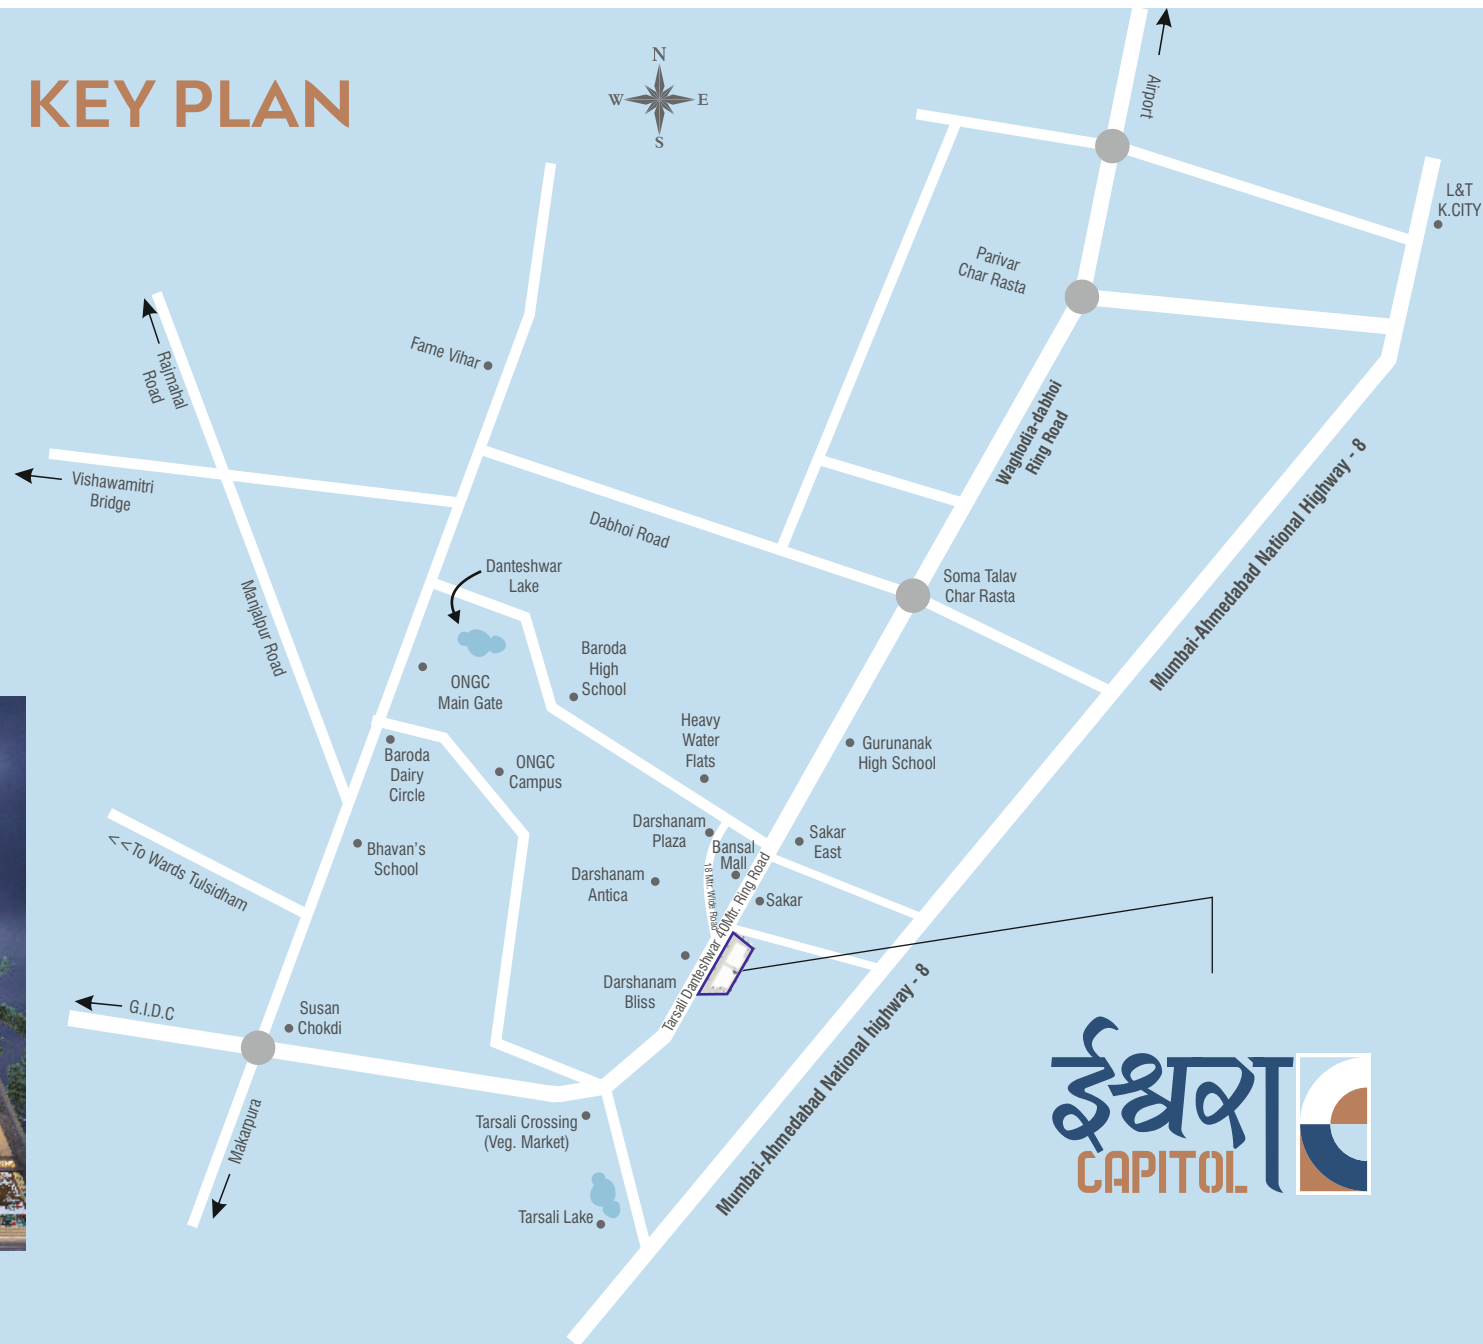 KEY PLAN
N
W
E
S
Airport
L&T
K.CITY
Parivar
Char Rasta
Fame Vihar
Rajmahal
Road
Waghodia-dabhoi
Ring Road
Mumbai-Ahmedabad National Highway - 8
Vishawamitri
Bridge
Dabhoi Road
Danteshwar
Lake
Soma Talav
Char Rasta
Manjalpur Road
Baroda
High
School
ONGC
Main Gate
Heavy
Water
Flats
Gurunanak
High School
Baroda
Dairy
Circle
ONGC
Campus
Darshanam
Plaza
Bansal
Mall
Sakar
East
Bhavan's
School
<<To Wards Tulsidham
Darshanam
Antica
18 Mtr. Wide Road
Sakar
Tarsali Danteshwar 40Mtr. Ring Road
Darshanam
Bliss
G.I.D.C
Susan
Chokdi
Mumbai-Ahmedabad National highway - 8
Makarpura
Tarsali Crossing
(Veg. Market)
Tarsali Lake
ईश्वरा
CAPITOL